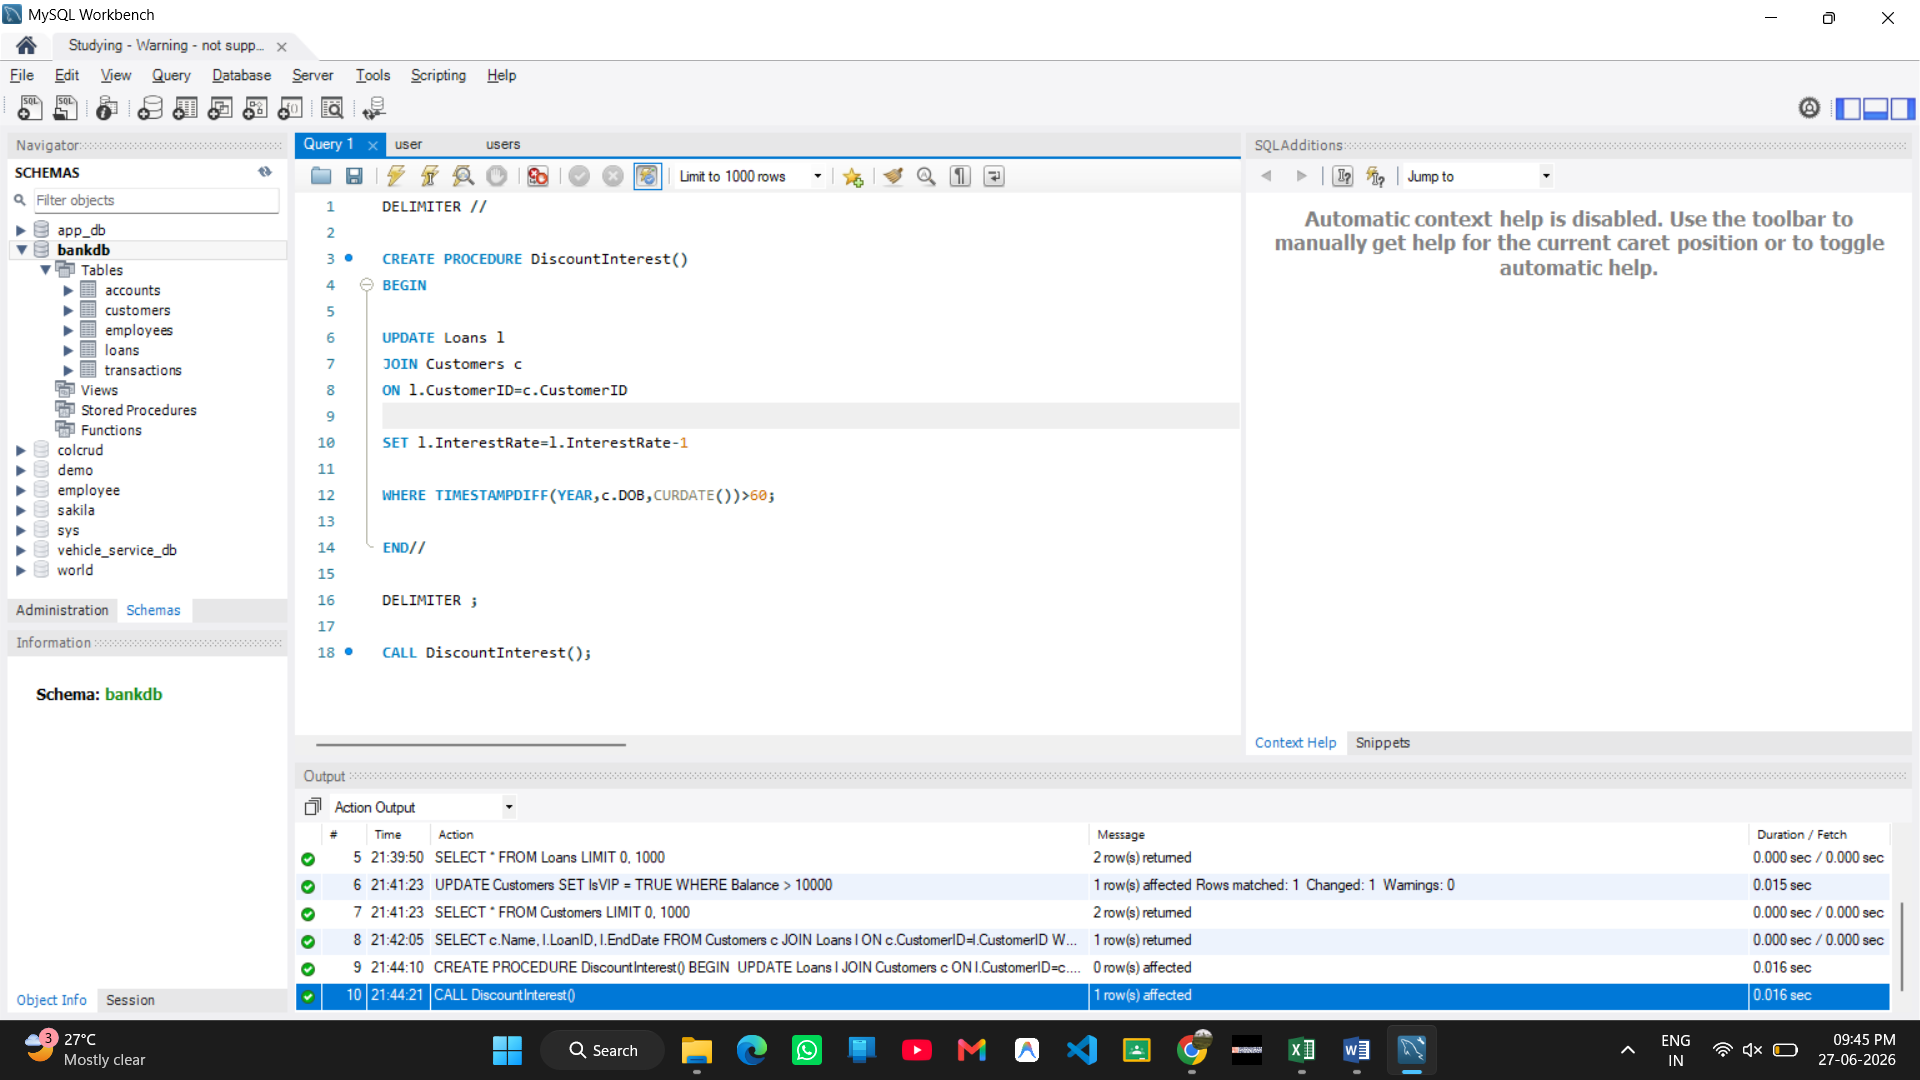 MySQL Workbench
Studying - Warning - not supp...
File Edit View Query Database Server Tools Scripting Help
Navigator
SCHEMAS
Filter objects
app_db
bankdb
Tables
accounts
customers
employees
loans
transactions
Views
Stored Procedures
Functions
colcrud
demo
employee
sakila
sys
vehicle_service_db
world
Administration Schemas
Information
Schema: bankdb
Object Info Session
Query 1 user users
Limit to 1000 rows
1 DELIMITER //
2
3 CREATE PROCEDURE DiscountInterest()
4 BEGIN
5
6 UPDATE Loans l
7 JOIN Customers c
8 ON l.CustomerID=c.CustomerID
9
10 SET l.InterestRate=l.InterestRate-1
11
12 WHERE TIMESTAMPDIFF(YEAR,c.DOB,CURDATE())>60;
13
14 END//
15
16 DELIMITER ;
17
18 CALL DiscountInterest();
SQLAdditions
Jump to
Automatic context help is disabled. Use the toolbar to
manually get help for the current caret position or to toggle
automatic help.
Context Help Snippets
Output
Action Output
# Time Action Message Duration / Fetch
5 21:39:50 SELECT * FROM Loans LIMIT 0, 1000 2 row(s) returned 0.000 sec / 0.000 sec
6 21:41:23 UPDATE Customers SET IsVIP = TRUE WHERE Balance > 10000 1 row(s) affected Rows matched: 1 Changed: 1 Warnings: 0 0.015 sec
7 21:41:23 SELECT * FROM Customers LIMIT 0, 1000 2 row(s) returned 0.000 sec / 0.000 sec
8 21:42:05 SELECT c.Name, l.LoanID, l.EndDate FROM Customers c JOIN Loans l ON c.CustomerID=l.CustomerID W... 1 row(s) returned 0.000 sec / 0.000 sec
9 21:44:10 CREATE PROCEDURE DiscountInterest() BEGIN UPDATE Loans l JOIN Customers c ON l.CustomerID=c.... 0 row(s) affected 0.016 sec
10 21:44:21 CALL DiscountInterest() 1 row(s) affected 0.016 sec
3
27°C
Mostly clear
Search
ENG
IN
09:45 PM
27-06-2026